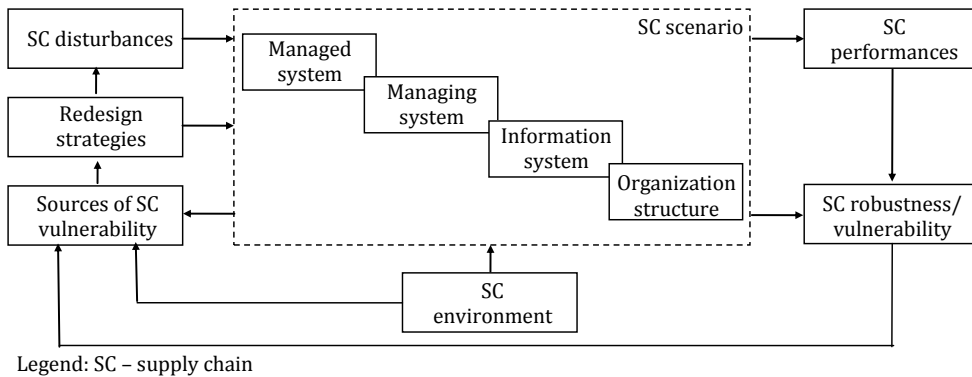 SC disturbances
SC scenario
SC
performances
Managed
system
Managing
system
Redesign
strategies
Information
system
Organization
structure
Sources of SC
vulnerability
SC robustness/
vulnerability
SC
environment
Legend: SC – supply chain